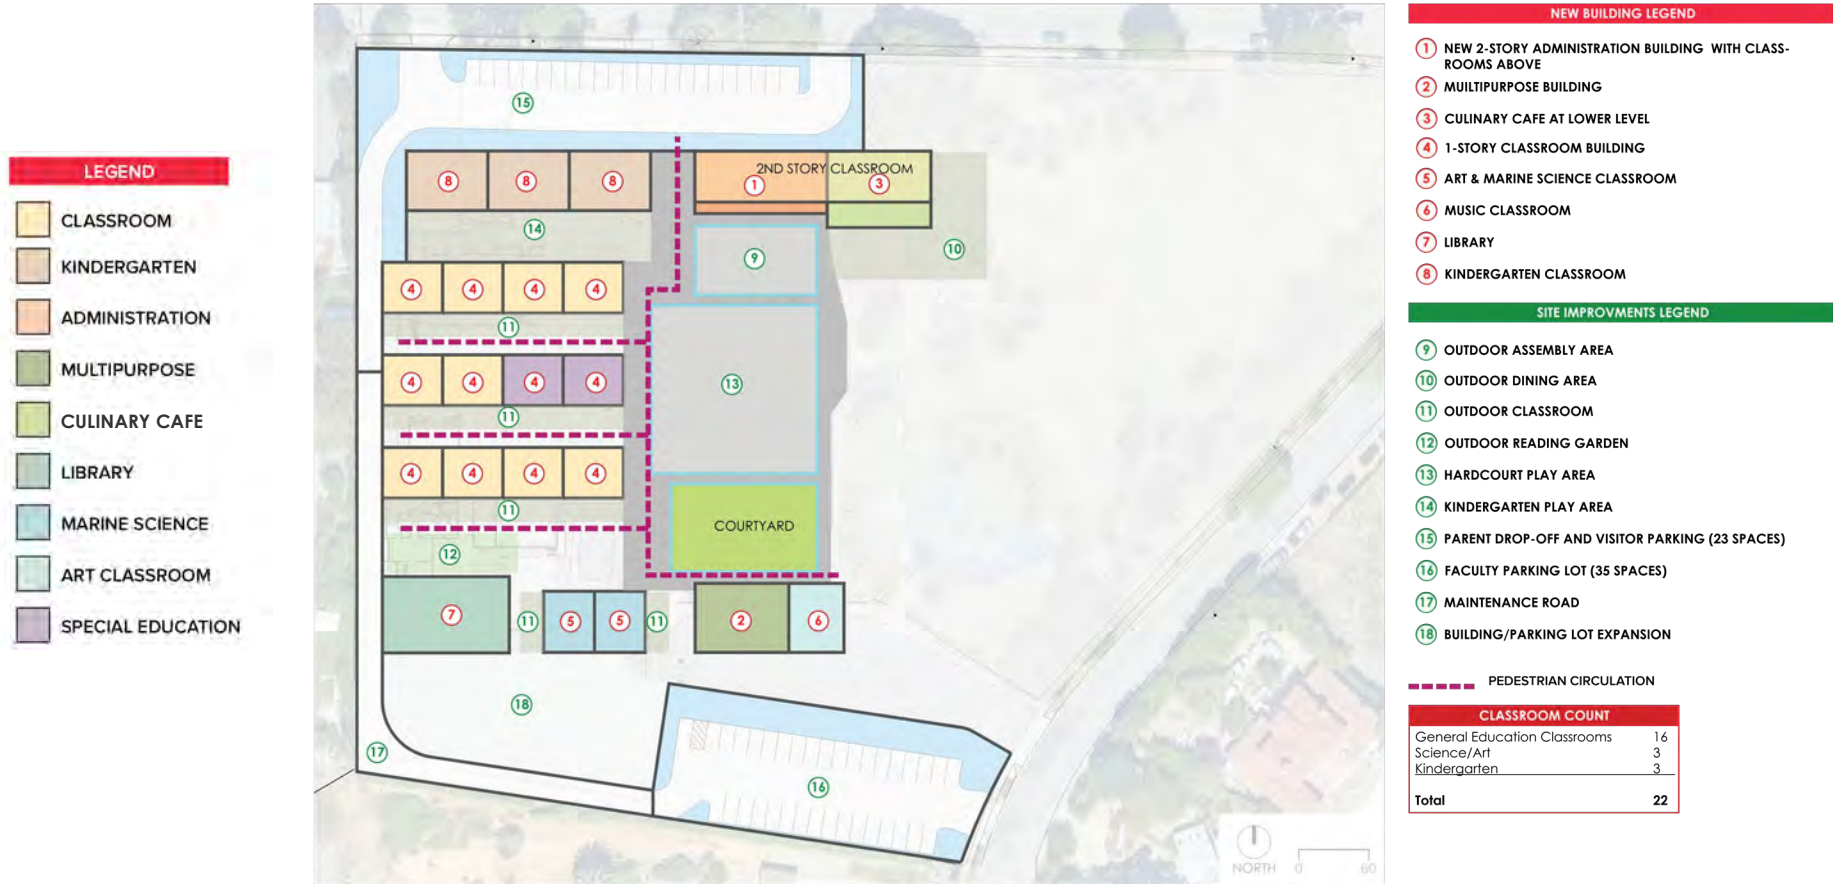 LEGEND
CLASSROOM
KINDERGARTEN
ADMINISTRATION
MULTIPURPOSE
CULINARY CAFE
LIBRARY
MARINE SCIENCE
ART CLASSROOM
SPECIAL EDUCATION
15
8 8 8
2ND STORY CLASSROOM
1 3
14
10
9
4 4 4 4
11
4 4 4 4
13
11
4 4 4 4
11
COURTYARD
12
7 11 5 5 11 2 6
18
17
16
NORTH 0 60
NEW BUILDING LEGEND
1 NEW 2-STORY ADMINISTRATION BUILDING WITH CLASS-
ROOMS ABOVE
2 MUILTIPURPOSE BUILDING
3 CULINARY CAFE AT LOWER LEVEL
4 1-STORY CLASSROOM BUILDING
5 ART & MARINE SCIENCE CLASSROOM
6 MUSIC CLASSROOM
7 LIBRARY
8 KINDERGARTEN CLASSROOM
SITE IMPROVMENTS LEGEND
9 OUTDOOR ASSEMBLY AREA
10 OUTDOOR DINING AREA
11 OUTDOOR CLASSROOM
12 OUTDOOR READING GARDEN
13 HARDCOURT PLAY AREA
14 KINDERGARTEN PLAY AREA
15 PARENT DROP-OFF AND VISITOR PARKING (23 SPACES)
16 FACULTY PARKING LOT (35 SPACES)
17 MAINTENANCE ROAD
18 BUILDING/PARKING LOT EXPANSION
PEDESTRIAN CIRCULATION
CLASSROOM COUNT
General Education Classrooms 16
Science/Art 3
Kindergarten 3
Total 22